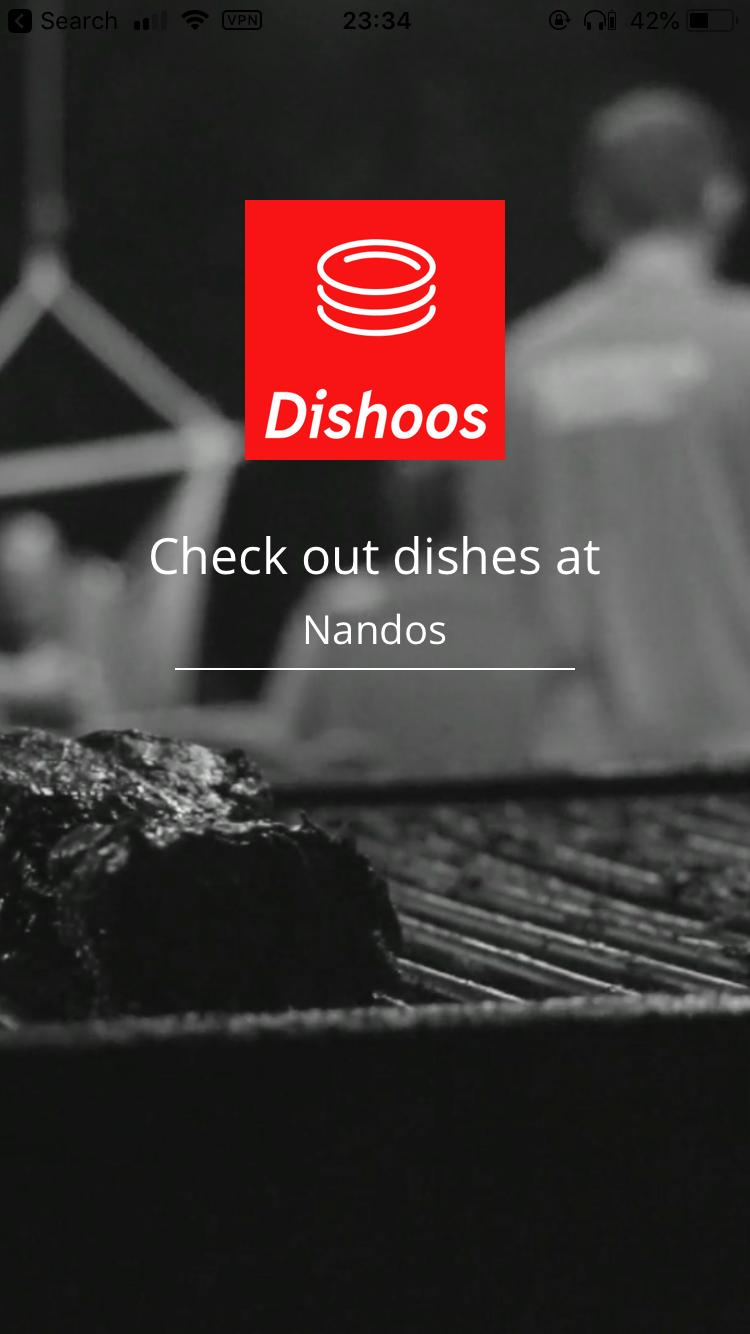 Search VPN 23:34 42%
Dishoos
Check out dishes at
Nandos